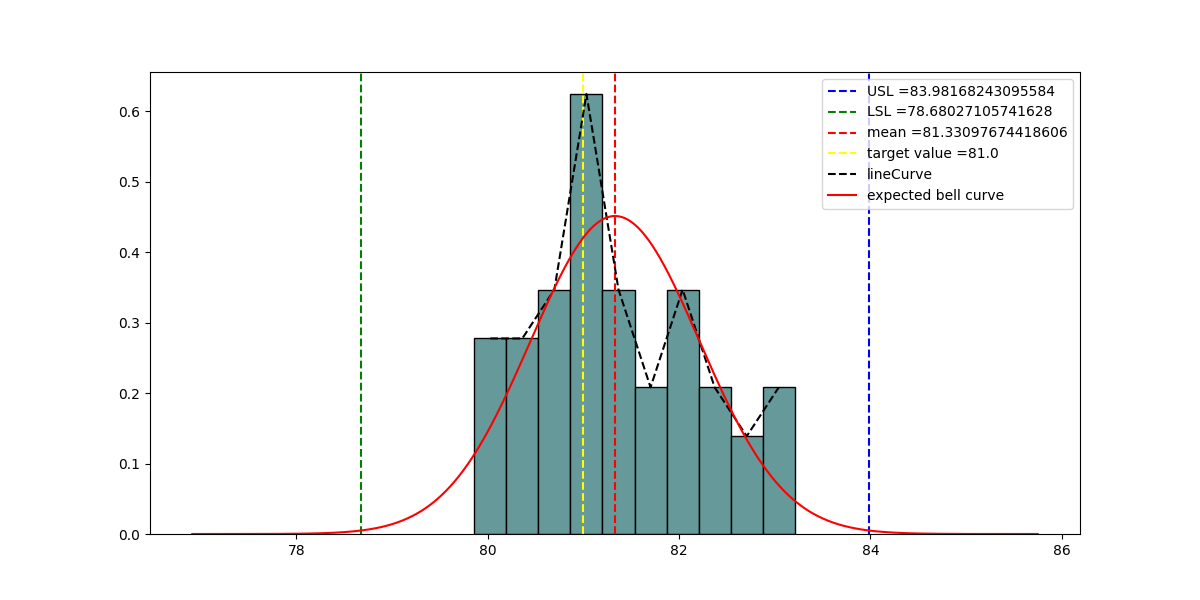 USL =83.98168243095584
LSL =78.68027105741628
mean =81.33097674418606
target value =81.0
lineCurve
expected bell curve
0.6
0.5
0.4
0.3
0.2
0.1
0.0
78 80 82 84 86